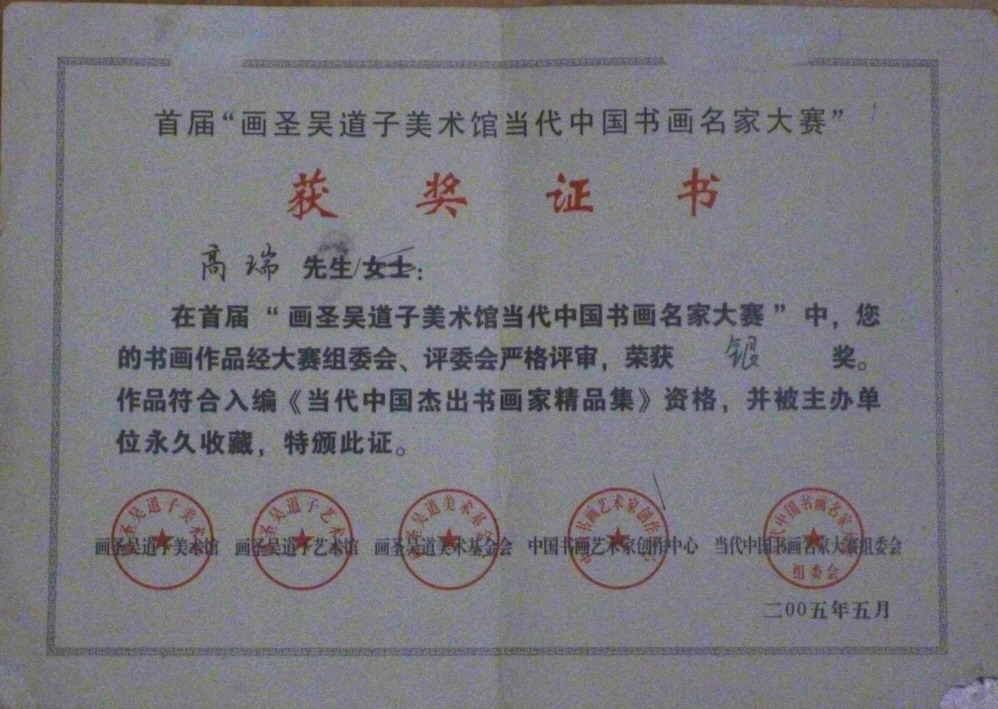 首届“画圣吴道子美术馆当代中国书画名家大赛”
获奖证书
高瑞 先生/女士：
在首届“画圣吴道子美术馆当代中国书画名家大赛”中，您
的书画作品经大赛组委会、评委会严格评审，荣获 银 奖。
作品符合入编《当代中国杰出书画家精品集》资格，并被主办单
位永久收藏，特颁此证。
画圣吴道子美术馆 画圣吴道子艺术馆 画圣吴道美术基金会 中国书画艺术家创作中心 当代中国书画名家大赛组委会
组委会
二00五年五月